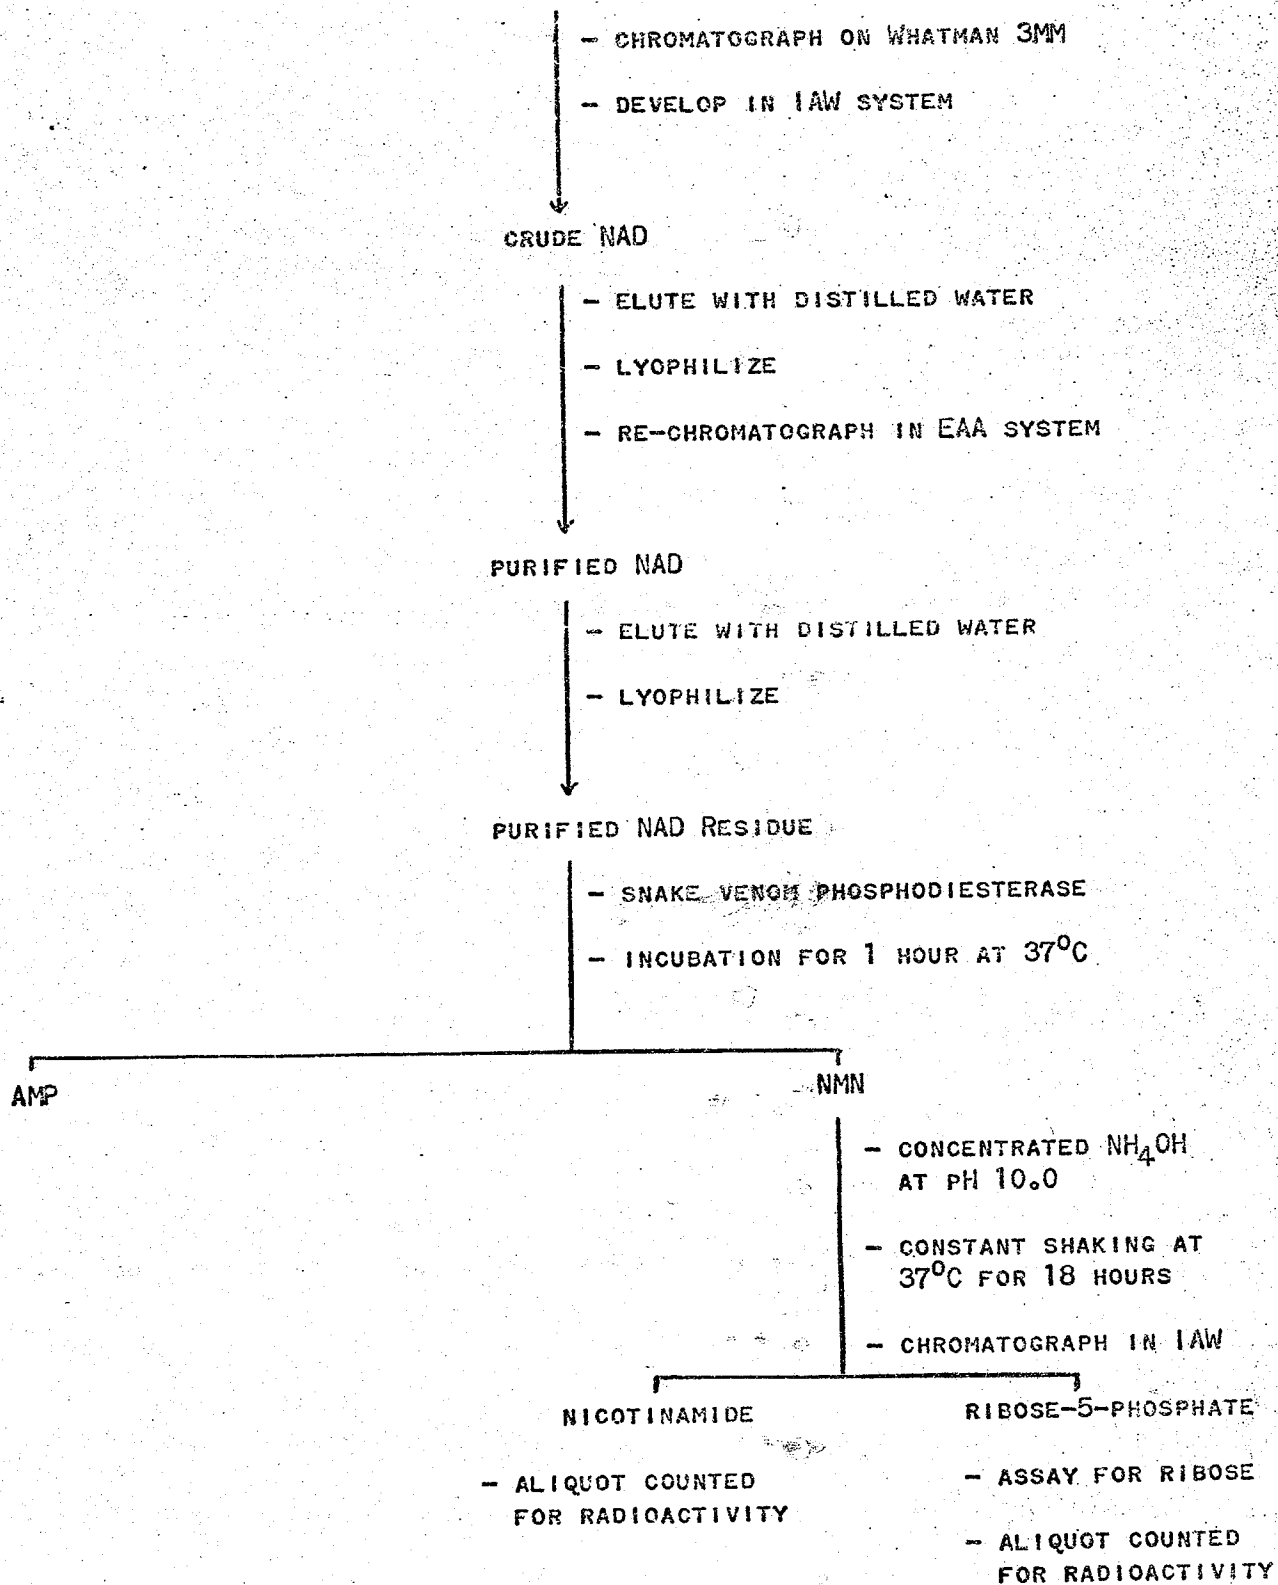 - CHROMATOGRAPH ON WHATMAN 3MM
- DEVELOP IN IAW SYSTEM
CRUDE NAD
- ELUTE WITH DISTILLED WATER
- LYOPHILIZE
- RE-CHROMATOGRAPH IN EAA SYSTEM
PURIFIED NAD
- ELUTE WITH DISTILLED WATER
- LYOPHILIZE
PURIFIED NAD RESIDUE
- SNAKE VENOM PHOSPHODIESTERASE
- INCUBATION FOR 1 HOUR AT 37°C
AMP
NMN
- CONCENTRATED NH₄OH
AT PH 10.0
- CONSTANT SHAKING AT
37°C FOR 18 HOURS
- CHROMATOGRAPH IN IAW
NICOTINAMIDE
- ALIQUOT COUNTED
FOR RADIOACTIVITY
RIBOSE-5-PHOSPHATE
- ASSAY FOR RIBOSE
- ALIQUOT COUNTED
FOR RADIOACTIVITY